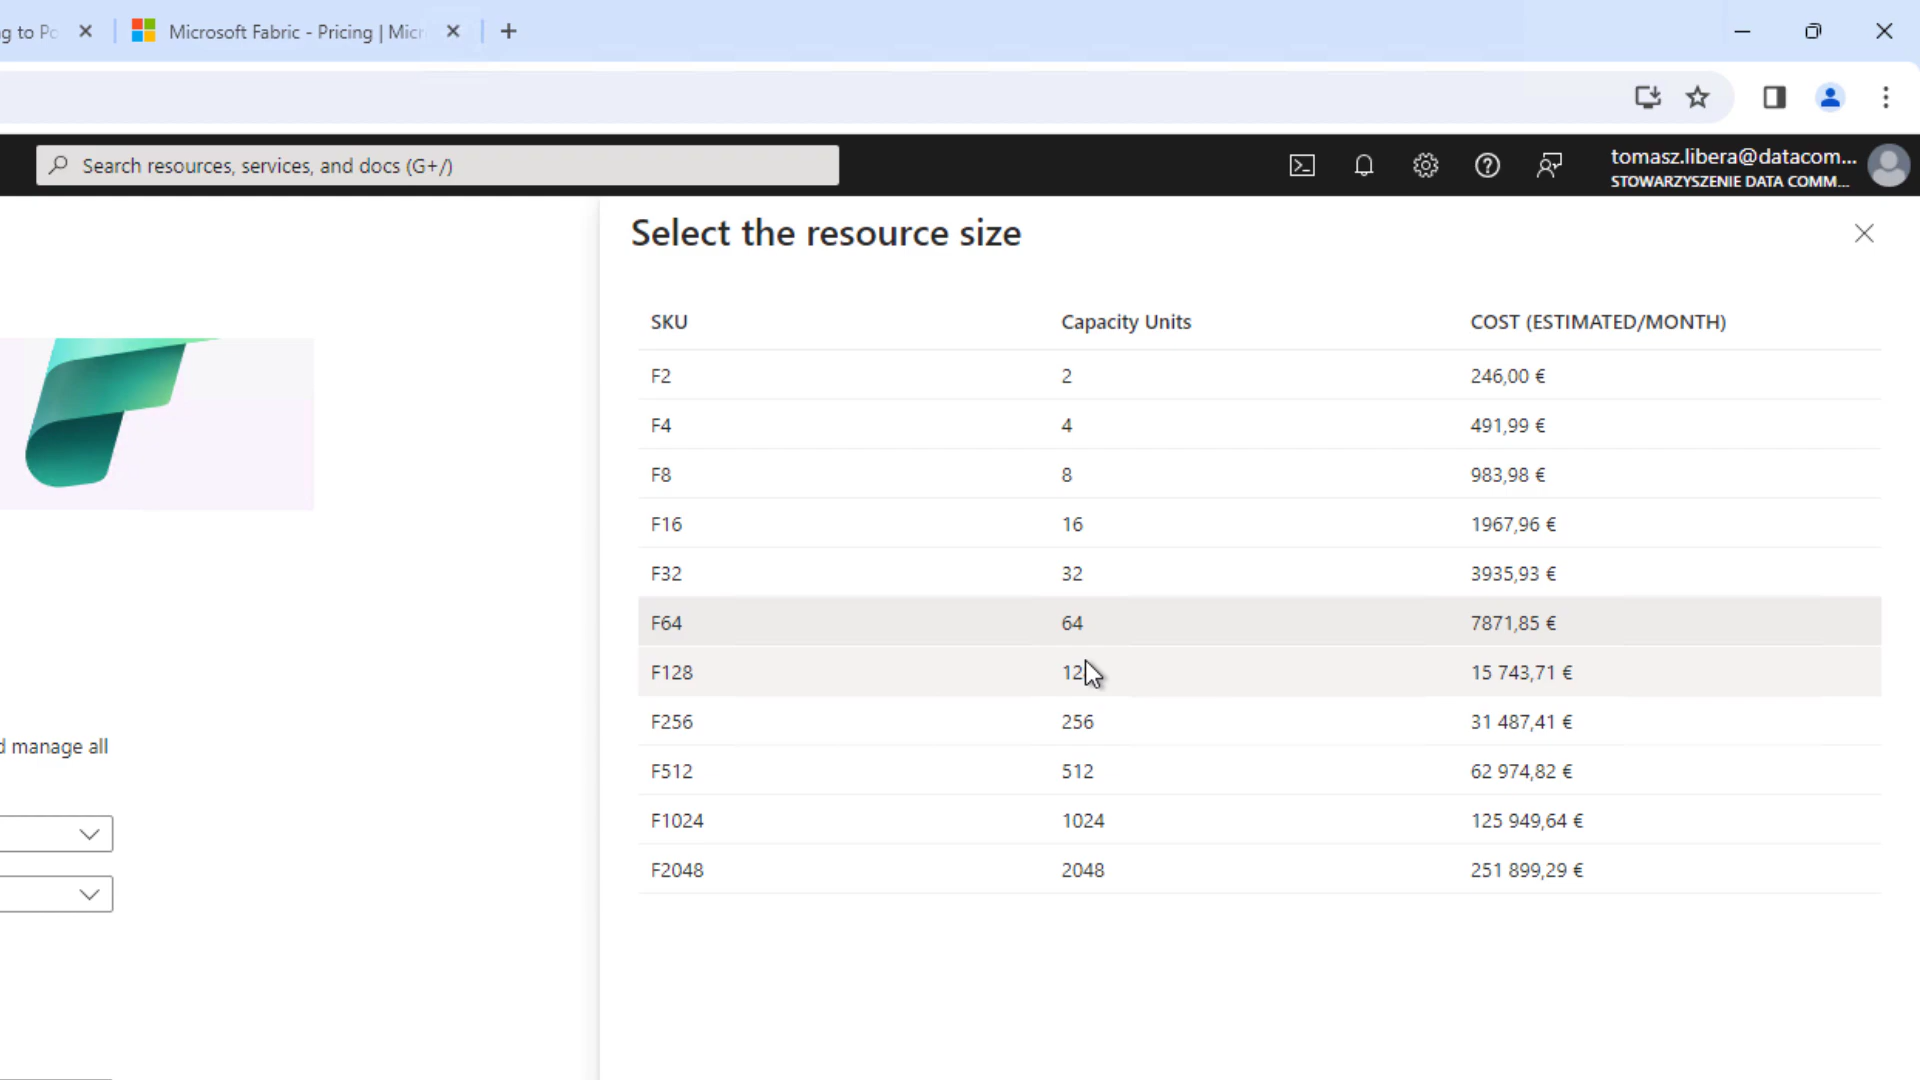 g to Po
Microsoft Fabric - Pricing | Micr
Search resources, services, and docs (G+/)
tomasz.libera@datacom...
STOWARZYSZENIE DATA COMM...
Select the resource size
SKU Capacity Units COST (ESTIMATED/MONTH)
F2 2 246,00 €
F4 4 491,99 €
F8 8 983,98 €
F16 16 1967,96 €
F32 32 3935,93 €
F64 64 7871,85 €
F128 12 15 743,71 €
F256 256 31 487,41 €
F512 512 62 974,82 €
F1024 1024 125 949,64 €
F2048 2048 251 899,29 €
d manage all